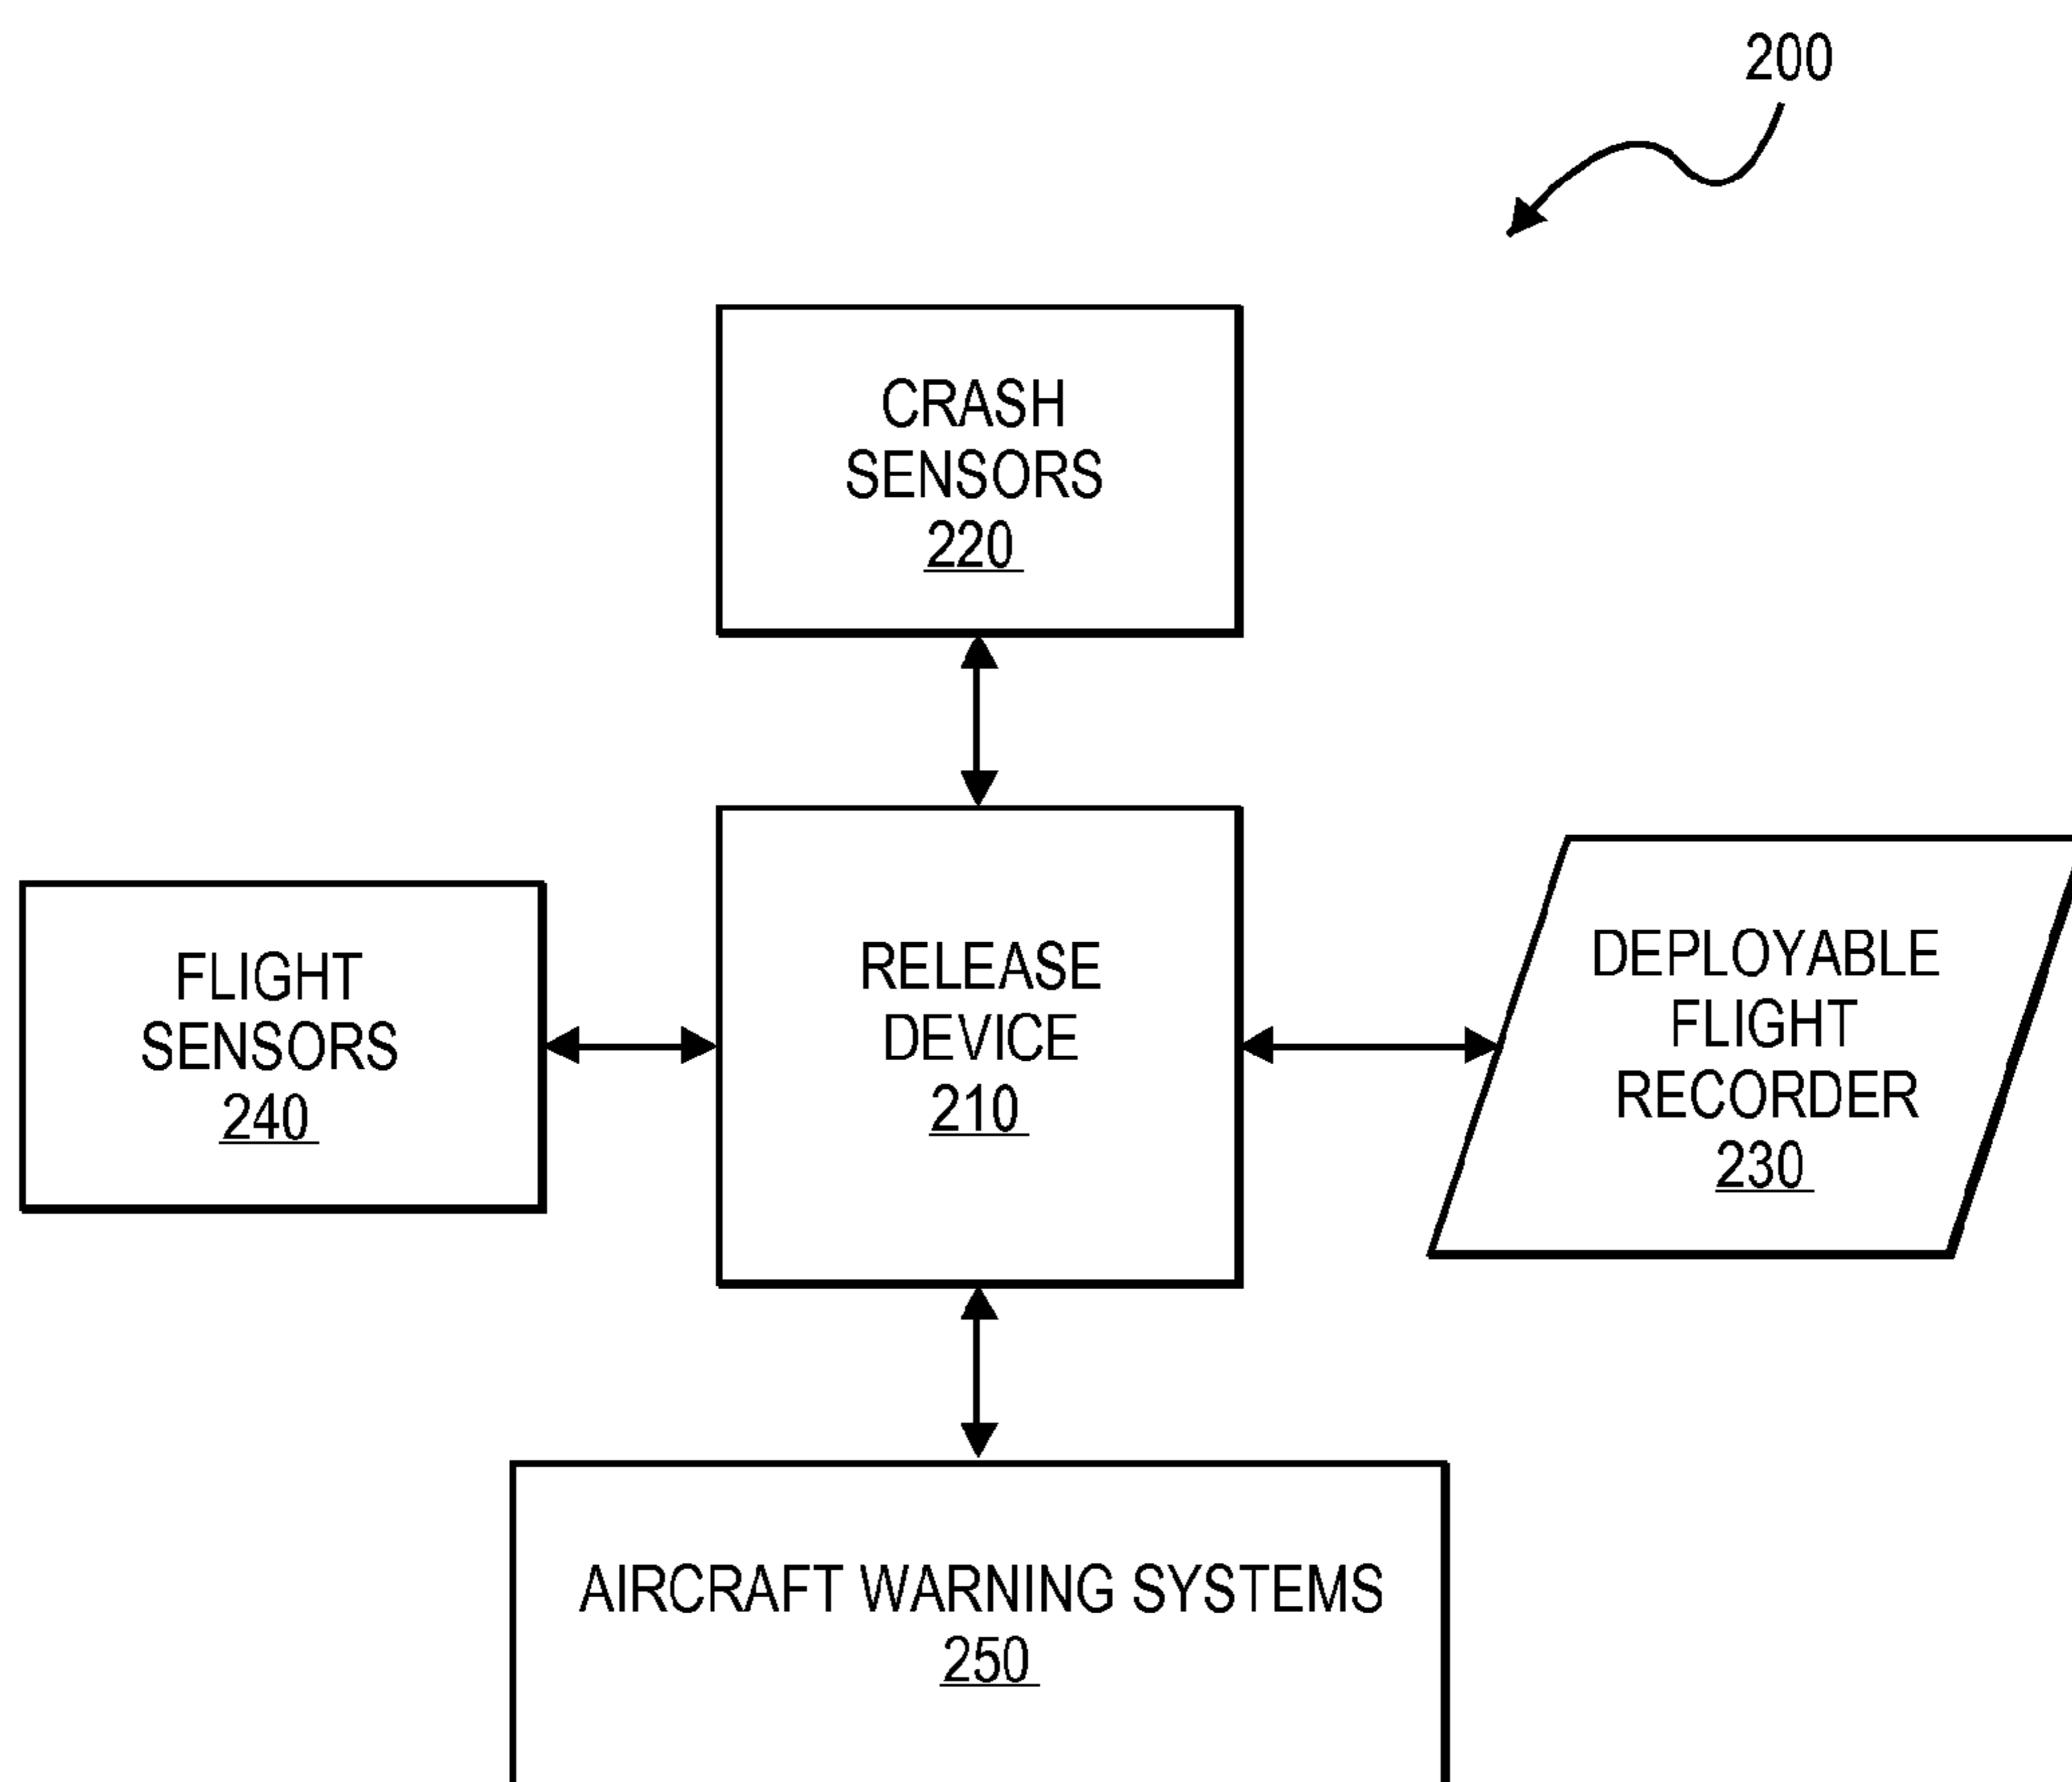 200
CRASH
SENSORS
220
RELEASE
DEVICE
210
FLIGHT
SENSORS
240
DEPLOYABLE
FLIGHT
RECORDER
230
AIRCRAFT WARNING SYSTEMS
250